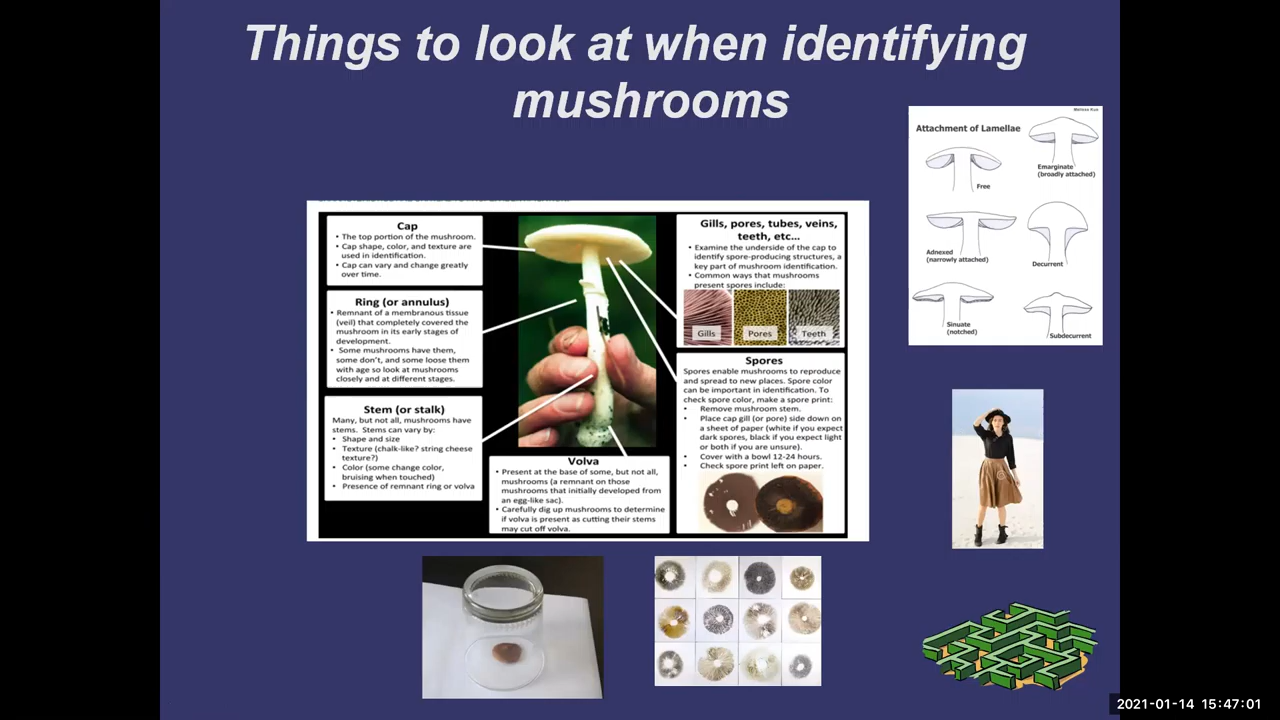 Things to look at when identifying
mushrooms
Cap
• The top portion of the mushroom.
• Cap shape, color, and texture are
used in identification.
• Cap can vary and change greatly
over time.
Ring (or annulus)
• Remnant of a membranous tissue
(veil) that completely covered the
mushroom in its early stages of
development.
• Some mushrooms have them,
some don't, and some loose them
with age so look at mushrooms
closely and at different stages.
Stem (or stalk)
Many, but not all, mushrooms have
stems. Stems can vary by:
• Shape and size
• Texture (chalk-like? string cheese
texture?)
• Color (some change color,
bruising when touched)
• Presence of remnant ring or volva
Volva
• Present at the base of some, but not all,
mushrooms (a remnant on those
mushrooms that initially developed from
an egg-like sac).
• Carefully dig up mushrooms to determine
if volva is present as cutting their stems
may cut off volva.
Gills, pores, tubes, veins,
teeth, etc...
• Examine the underside of the cap to
identify spore-producing structures, a
key part of mushroom identification.
• Common ways that mushrooms
present spores include:
Gills
Pores
Teeth
Spores
Spores enable mushrooms to reproduce
and spread to new places. Spore color
can be important in identification. To
check spore color, make a spore print:
• Remove mushroom stem.
• Place cap gill (or pore) side down on
a sheet of paper (white if you expect
dark spores, black if you expect light
or both if you are unsure).
• Cover with a bowl 12-24 hours.
• Check spore print left on paper.
Attachment of Lamellae
Free
Emarginate
(broadly attached)
Adnexed
(narrowly attached)
Decurrent
Sinuate
(notched)
Subdecurrent
2021-01-14 15:47:01